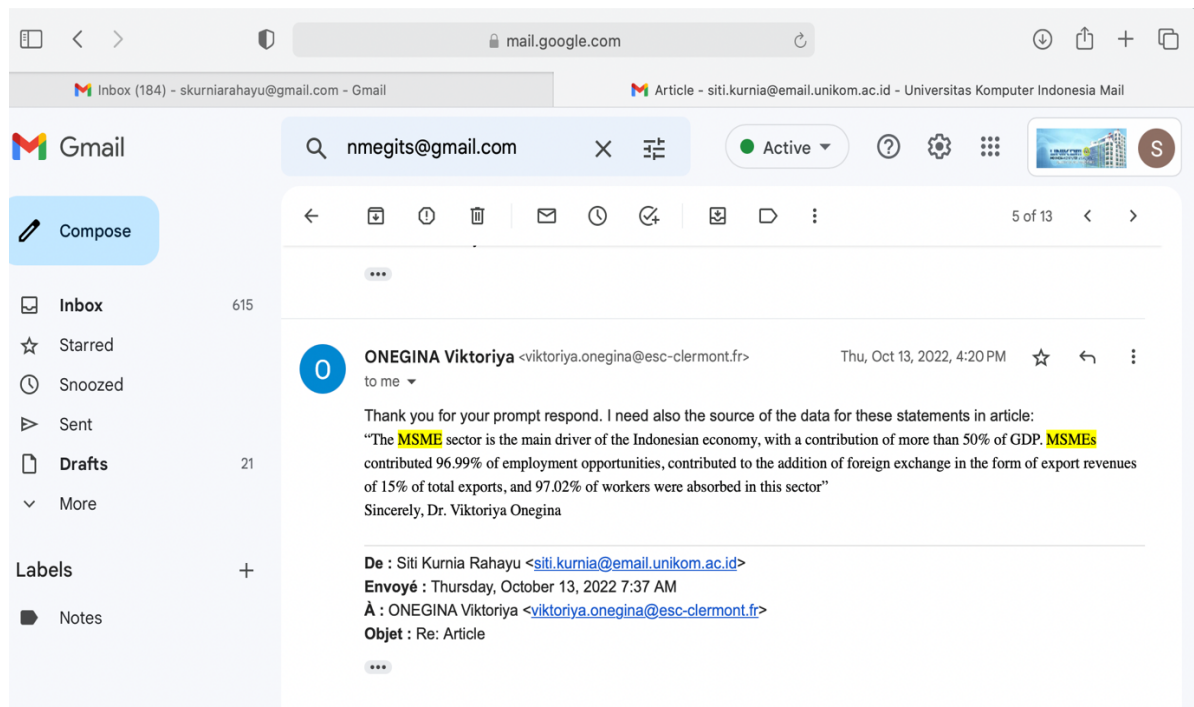 mail.google.com
Inbox (184) - skurniarahayu@gmail.com - Gmail
Article - siti.kurnia@email.unikom.ac.id - Universitas Komputer Indonesia Mail
Gmail
nmegits@gmail.com
Active
S
Compose
5 of 13
Inbox 615
Starred
Snoozed
Sent
Drafts 21
More
Labels
Notes
O
ONEGINA Viktoriya <viktoriya.onegina@esc-clermont.fr> Thu, Oct 13, 2022, 4:20 PM
to me
Thank you for your prompt respond. I need also the source of the data for these statements in article:
“The MSME sector is the main driver of the Indonesian economy, with a contribution of more than 50% of GDP. MSMEs
contributed 96.99% of employment opportunities, contributed to the addition of foreign exchange in the form of export revenues
of 15% of total exports, and 97.02% of workers were absorbed in this sector”
Sincerely, Dr. Viktoriya Onegina
De : Siti Kurnia Rahayu <siti.kurnia@email.unikom.ac.id>
Envoyé : Thursday, October 13, 2022 7:37 AM
À : ONEGINA Viktoriya <viktoriya.onegina@esc-clermont.fr>
Objet : Re: Article